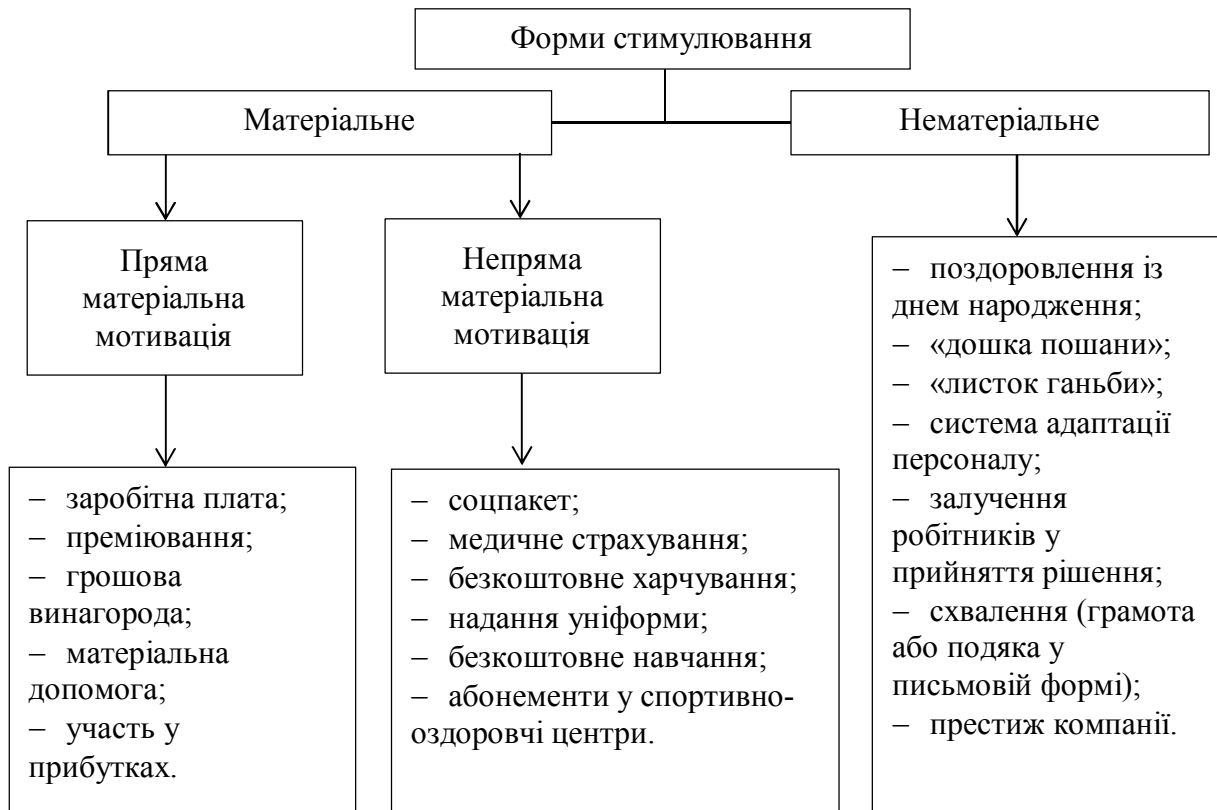 Форми стимулювання
Матеріальне
Нематеріальне
Пряма
матеріальна
мотивація
Непряма
матеріальна
мотивація
– заробітна плата;
– преміювання;
– грошова
винагорода;
– матеріальна
допомога;
– участь у
прибутках.
– соцпакет;
– медичне страхування;
– безкоштовне харчування;
– надання уніформи;
– безкоштовне навчання;
– абонементи у спортивно-
оздоровчі центри.
– поздоровлення із
днем народження;
– «дошка пошани»;
– «листок ганьби»;
– система адаптації
персоналу;
– залучення
робітників у
прийняття рішення;
– схвалення (грамота
або подяка у
письмовій формі);
– престиж компанії.